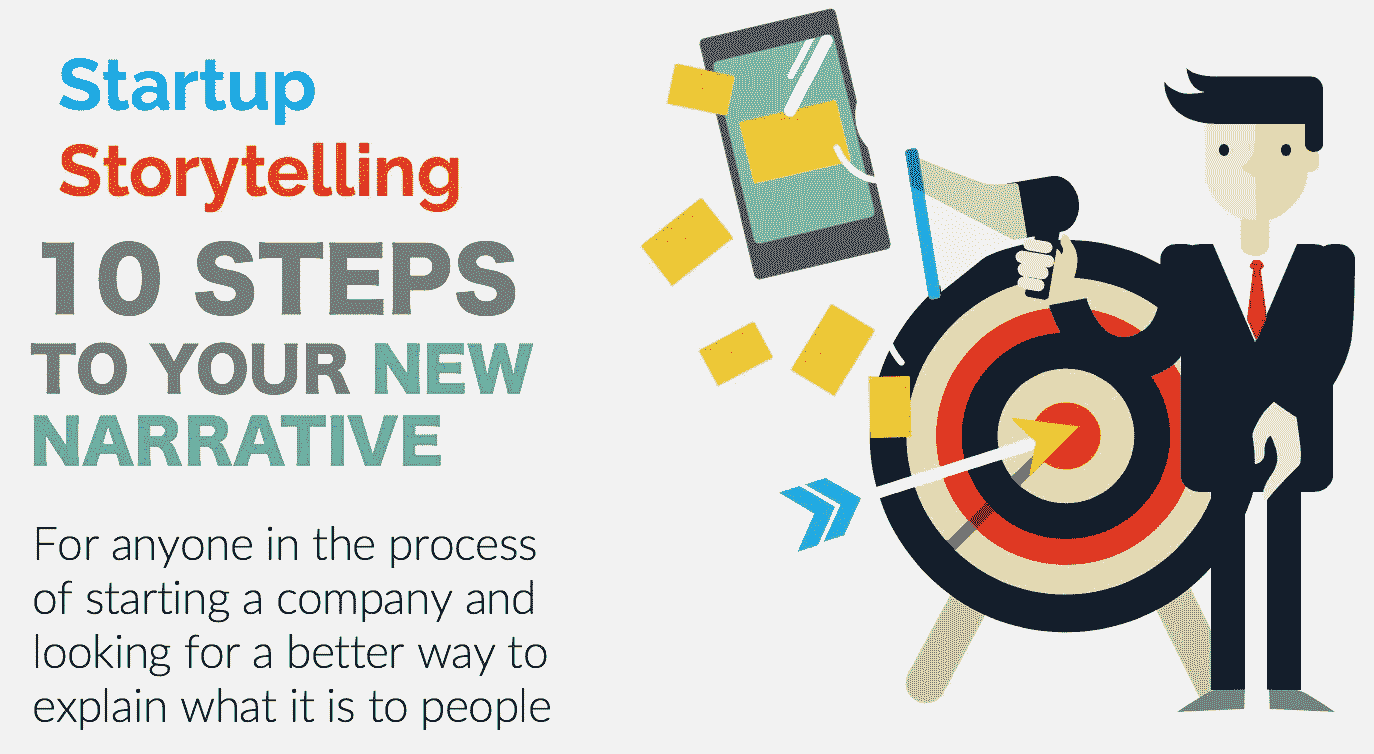 Startup
Storytelling
10 STEPS
TO YOUR NEW
NARRATIVE
For anyone in the process
of starting a company and
looking for a better way to
explain what it is to people